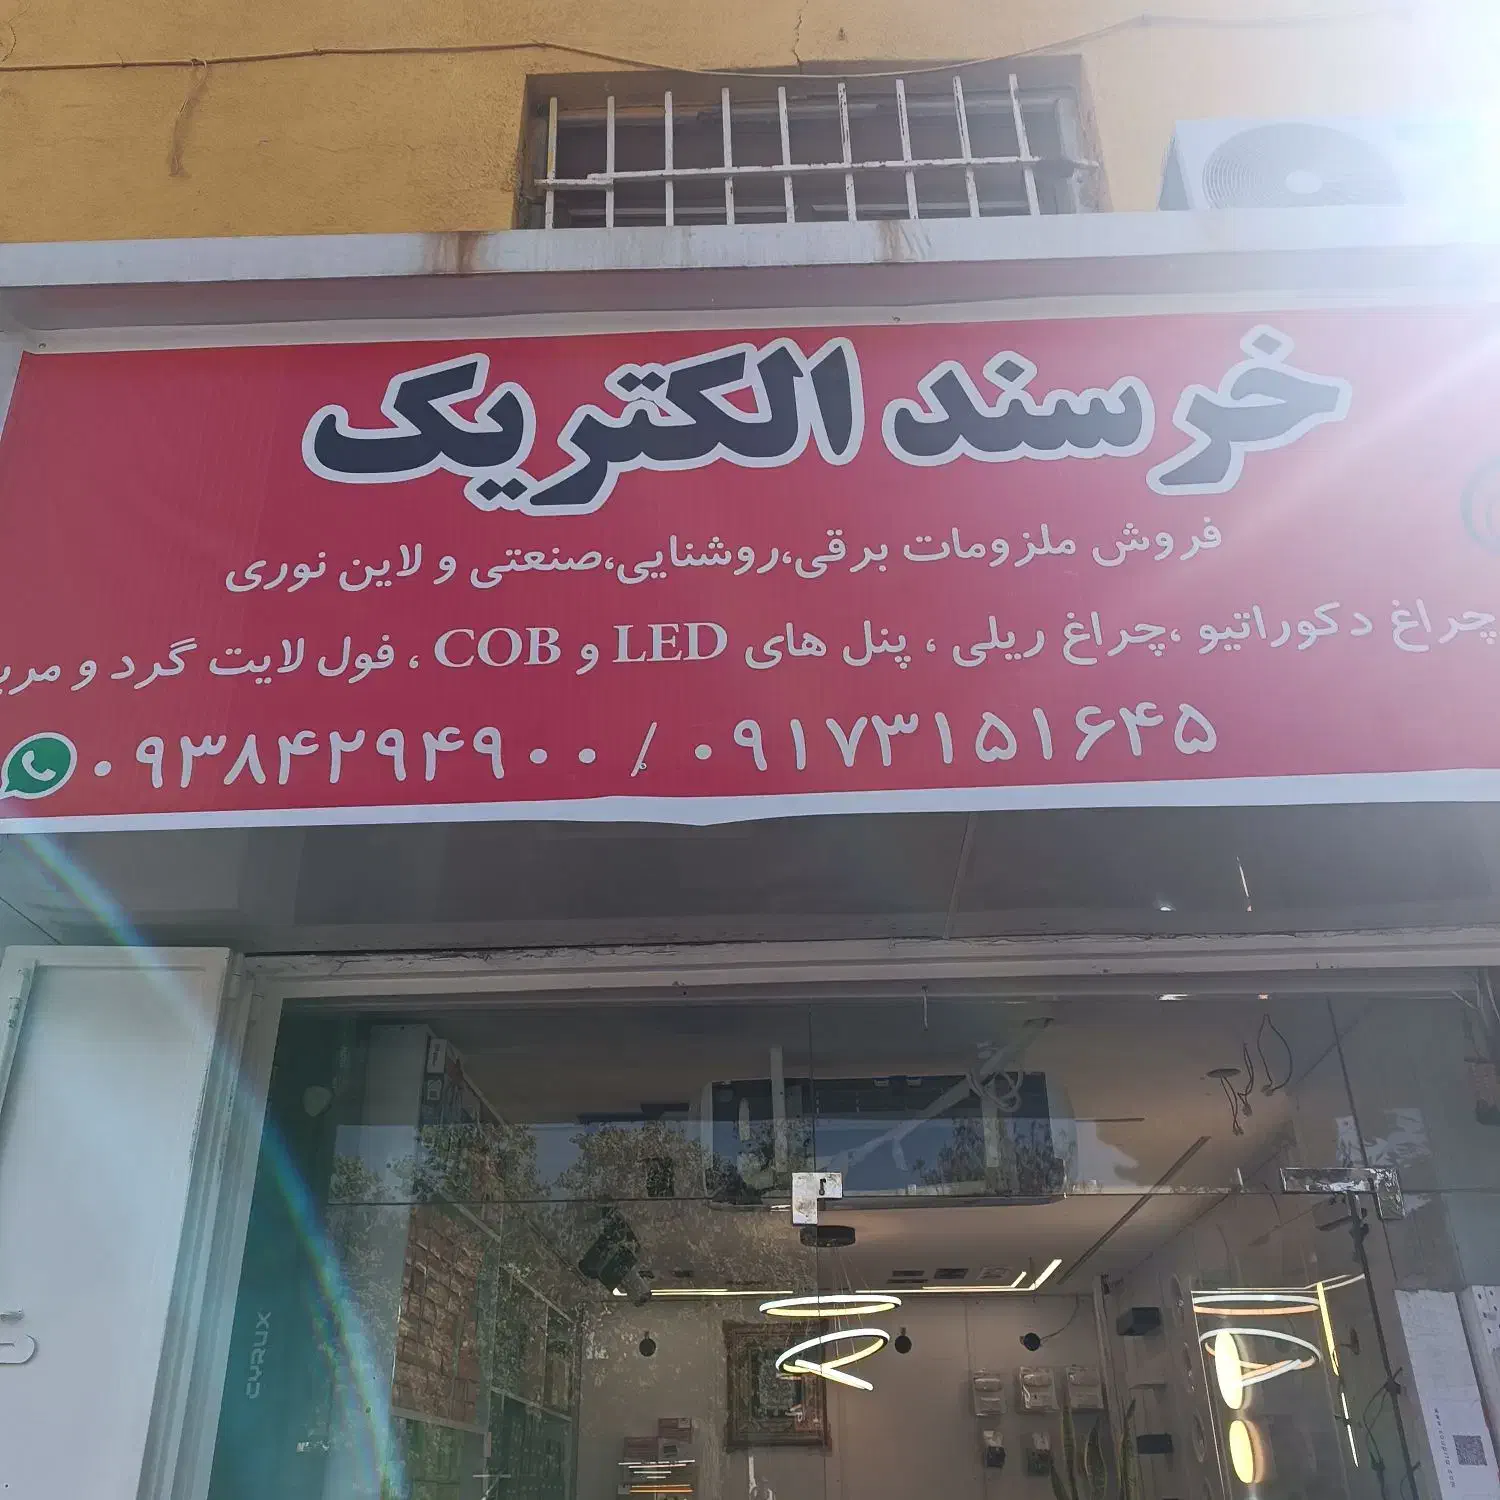 خرسند الکتریک
فروش ملزومات برقی،روشنایی،صنعتی و لاین نوری
چراغ دکوراتیو ،چراغ ریلی ، پنل های LED و COB ، فول لایت گرد و
۰۹۱۷۳۱۵۱۶۴۵ / ۰۹۳۸۴۲۹۴۹۰۰
CYRUX